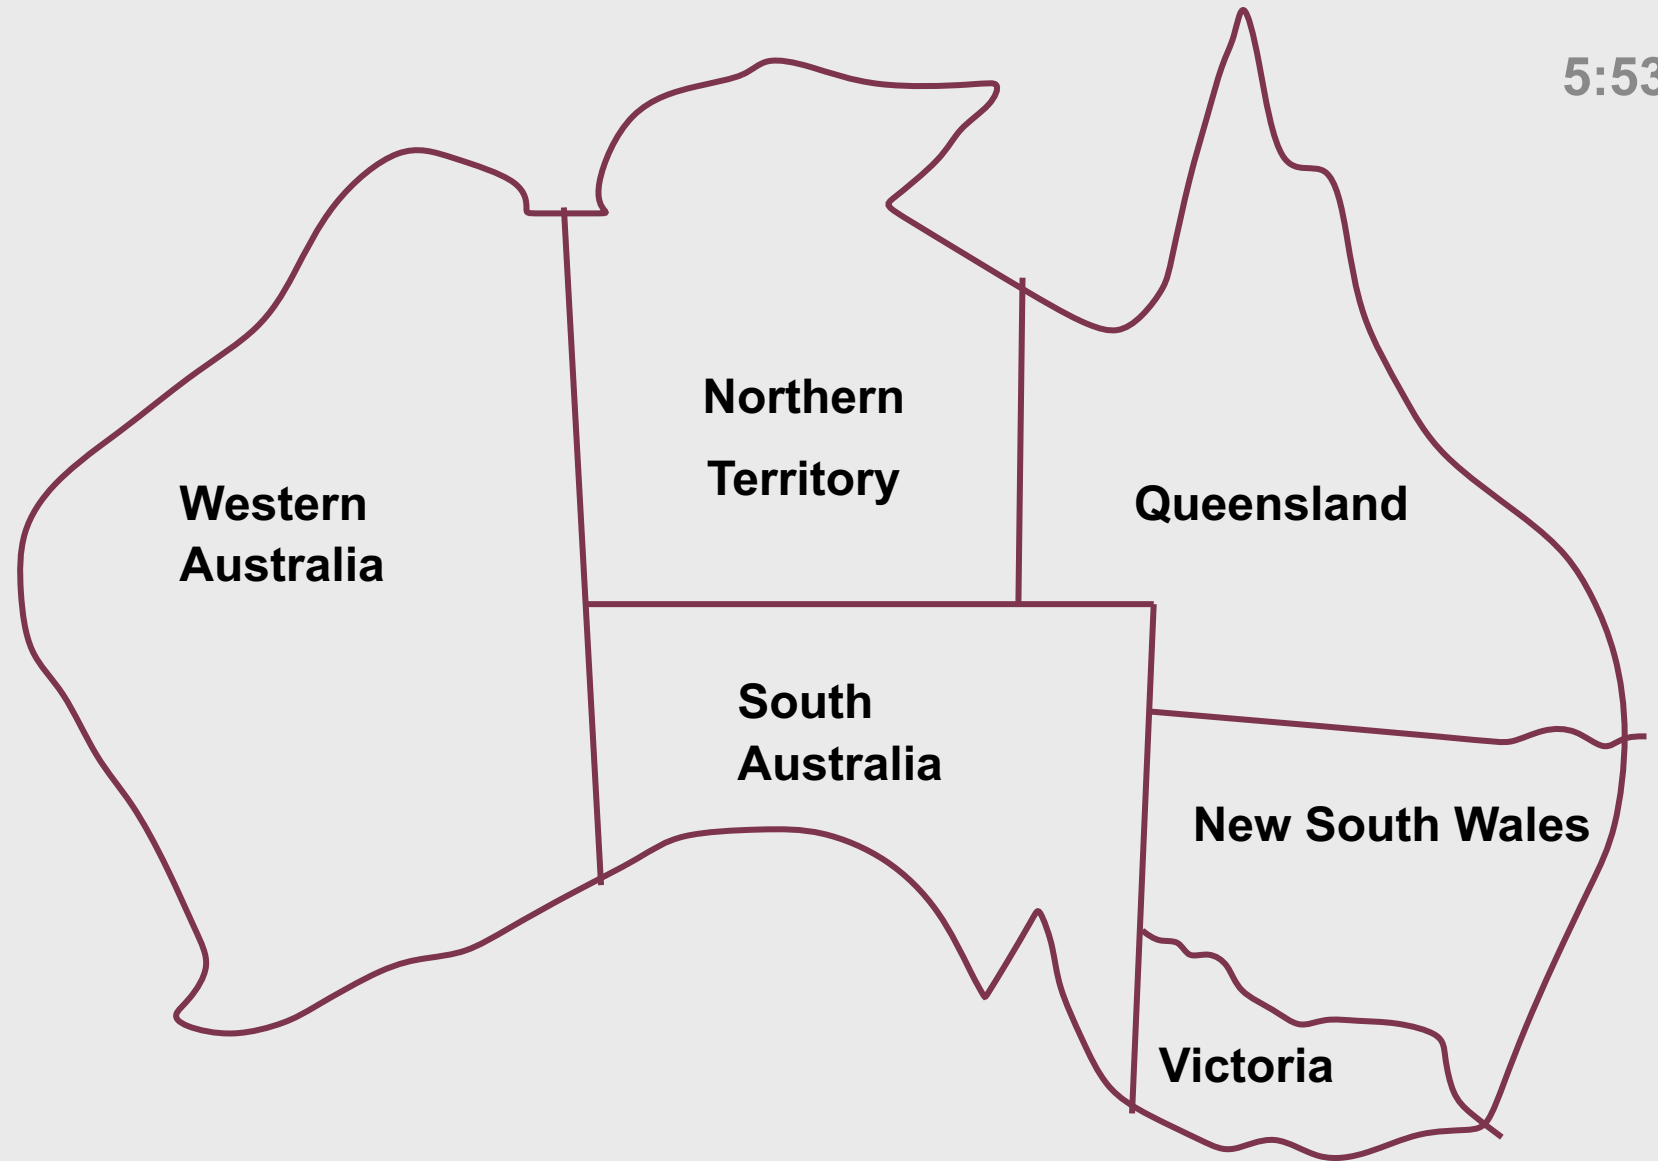 5:53
Northern
Territory
Western
Australia
Queensland
South
Australia
New South Wales
Victoria